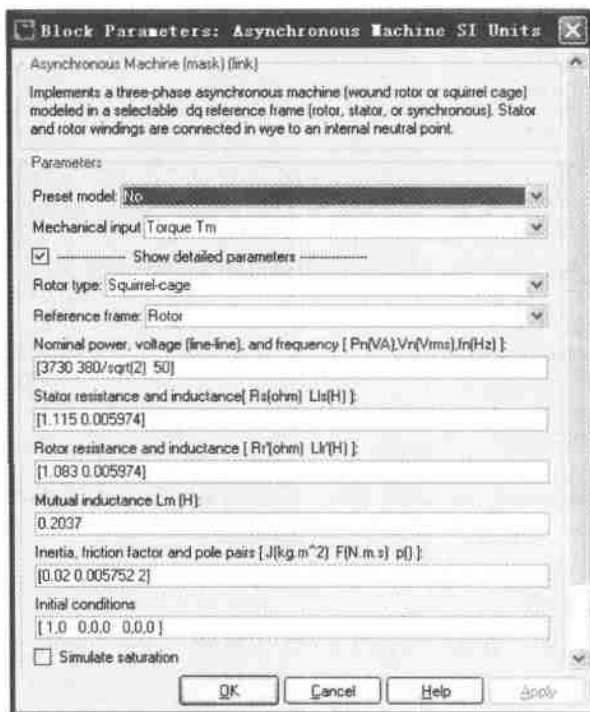 Block Parameters: Asynchronous Machine SI Units
Asynchronous Machine (mask) (link)
Implements a three-phase asynchronous machine (wound rotor or squirrel cage)
modeled in a selectable dq reference frame (rotor, stator, or synchronous). Stator
and rotor windings are connected in wye to an internal neutral point.
Parameters
Preset model: No
Mechanical input Torque Tm
---------------- Show detailed parameters ----------------
Rotor type: Squirrel-cage
Reference frame: Rotor
Nominal power, voltage (line-line), and frequency [ Pn(VA),Vn(Vrms),fn(Hz) ]:
[3730 380/sqrt(2) 50]
Stator resistance and inductance[ Rs(ohm) Lls(H) ]:
[1.115 0.005974]
Rotor resistance and inductance [ Rr'(ohm) Llr'(H) ]:
[1.083 0.005974]
Mutual inductance Lm (H):
0.2037
Inertia, friction factor and pole pairs [ J(kg.m^2) F(N.m.s) p() ]:
[0.02 0.005752 2]
Initial conditions
[ 1,0 0,0,0 0,0,0 ]
Simulate saturation
OK Cancel Help Apply